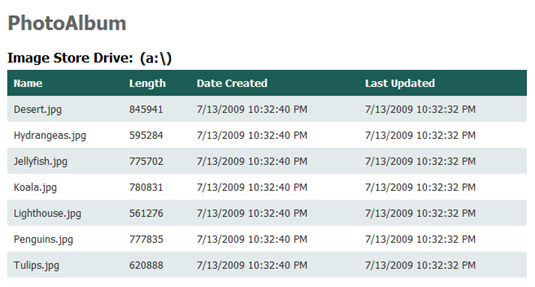 PhotoAlbum
Image Store Drive: (a:\)
Name Length Date Created Last Updated
Desert.jpg 845941 7/13/2009 10:32:40 PM 7/13/2009 10:32:32 PM
Hydrangeas.jpg 595284 7/13/2009 10:32:40 PM 7/13/2009 10:32:32 PM
Jellyfish.jpg 775702 7/13/2009 10:32:40 PM 7/13/2009 10:32:32 PM
Koala.jpg 780831 7/13/2009 10:32:40 PM 7/13/2009 10:32:32 PM
Lighthouse.jpg 561276 7/13/2009 10:32:40 PM 7/13/2009 10:32:32 PM
Penguins.jpg 777835 7/13/2009 10:32:40 PM 7/13/2009 10:32:32 PM
Tulips.jpg 620888 7/13/2009 10:32:40 PM 7/13/2009 10:32:32 PM